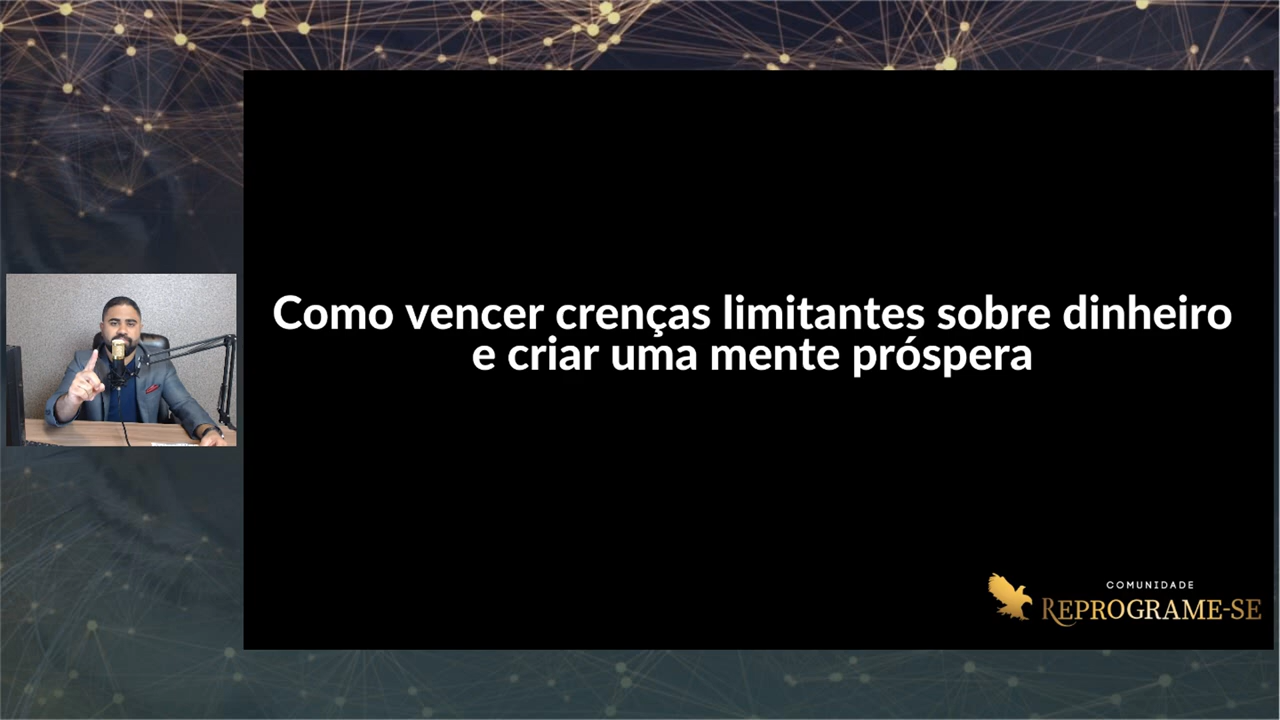 Como vencer crenças limitantes sobre dinheiro
e criar uma mente próspera
COMUNIDADE
REPROGRAME-SE